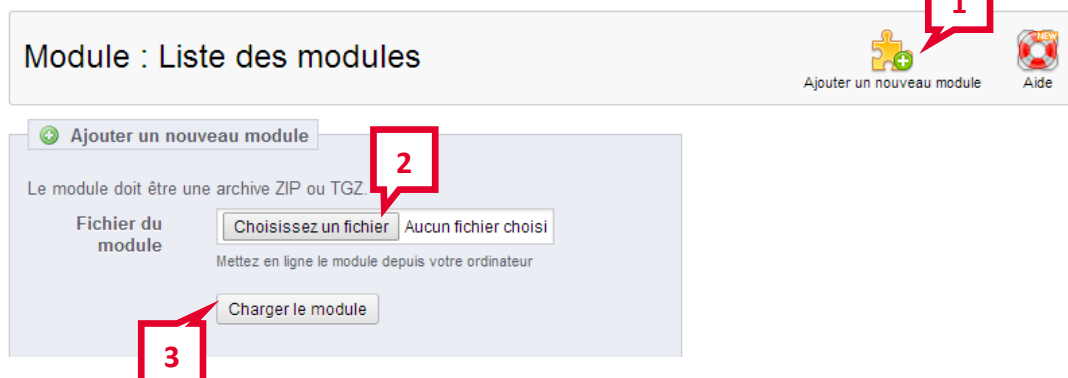 1
Module : Liste des modules
NEW
Ajouter un nouveau module
Aide
Ajouter un nouveau module
2
Le module doit être une archive ZIP ou TGZ.
Fichier du module
Choisissez un fichier Aucun fichier choisi
Mettez en ligne le module depuis votre ordinateur
Charger le module
3